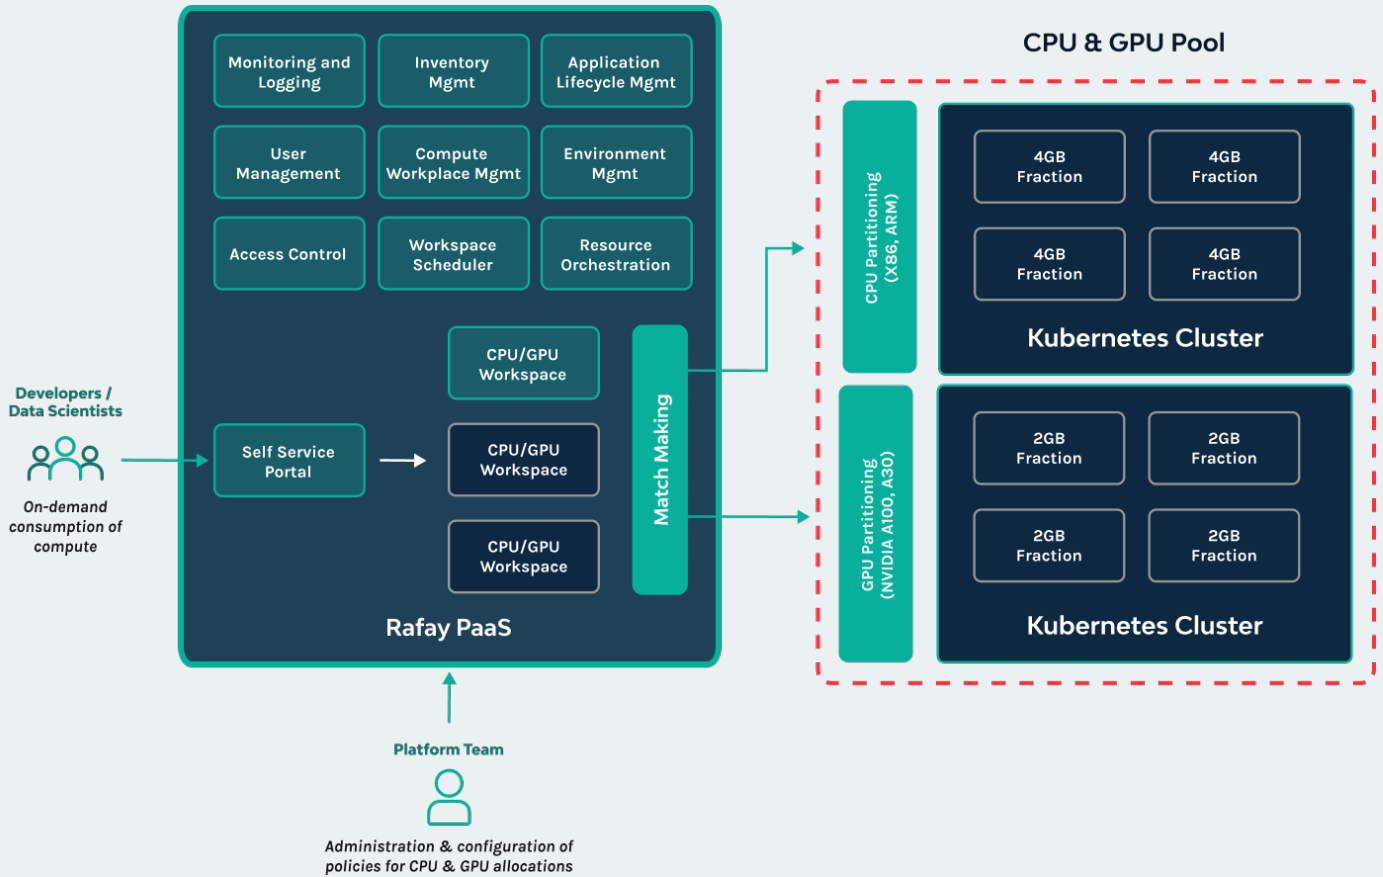 CPU & GPU Pool
Monitoring and
Logging
Inventory
Mgmt
Application
Lifecycle Mgmt
User
Management
Compute
Workplace Mgmt
Environment
Mgmt
Access Control
Workspace
Scheduler
Resource
Orchestration
Developers /
Data Scientists
On-demand
consumption of
compute
Self Service
Portal
CPU/GPU
Workspace
CPU/GPU
Workspace
CPU/GPU
Workspace
Match Making
Rafay PaaS
Platform Team
Administration & configuration of
policies for CPU & GPU allocations
CPU Partitioning
(X86, ARM)
4GB
Fraction
4GB
Fraction
4GB
Fraction
4GB
Fraction
Kubernetes Cluster
GPU Partitioning
(NVIDIA A100, A30)
2GB
Fraction
2GB
Fraction
2GB
Fraction
2GB
Fraction
Kubernetes Cluster